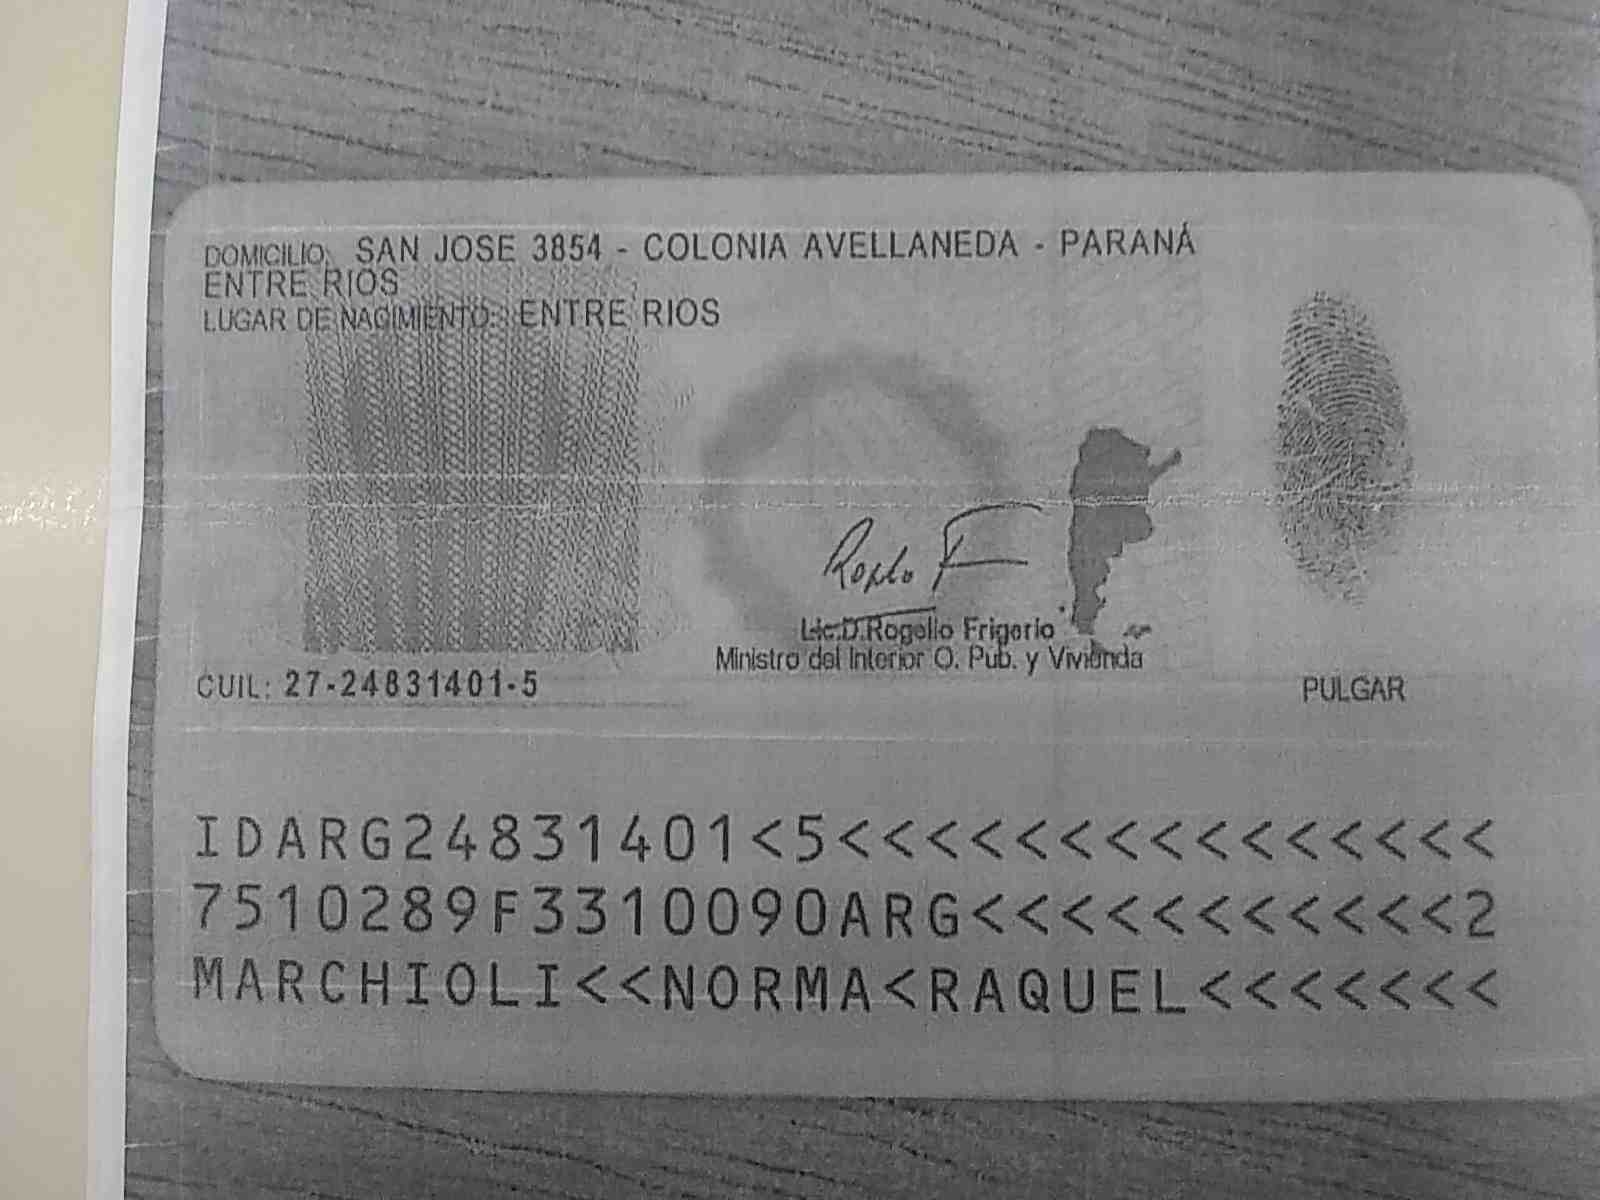 DOMICILIO: SAN JOSE 3854 - COLONIA AVELLANEDA - PARANÁ
ENTRE RIOS
LUGAR DE NACIMIENTO: ENTRE RIOS
Lic.D.Rogelio Frigerio
Ministro del Interior O. Pub. y Vivienda
CUIL: 27-24831401-5
PULGAR
IDARG24831401<5<<<<<<<<<<<<<<<
7510289F3310090ARG<<<<<<<<<<<2
MARCHIOLI<<NORMA<RAQUEL<<<<<<<